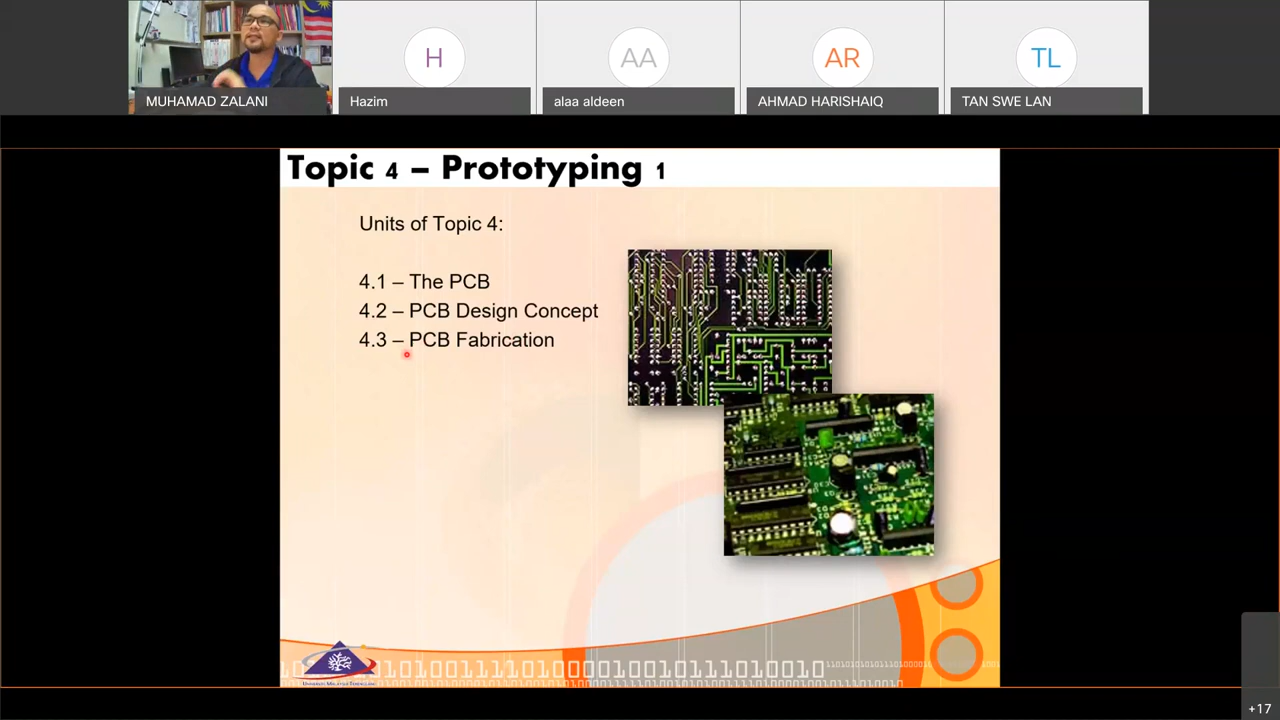 H
AA
AR
TL
MUHAMAD ZALANI
Hazim
alaa aldeen
AHMAD HARISHAIQ
TAN SWE LAN
Topic 4 – Prototyping 1
Units of Topic 4:
4.1 – The PCB
4.2 – PCB Design Concept
4.3 – PCB Fabrication
+17